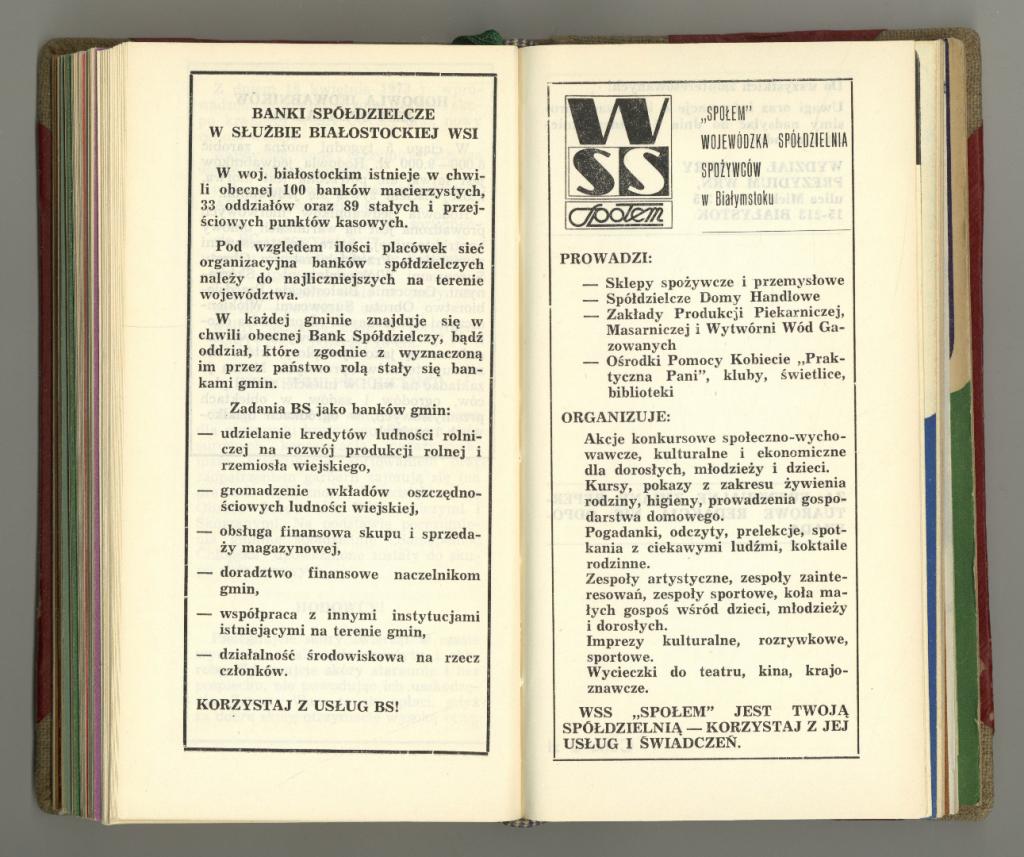 BANKI SPÓŁDZIELCZE
W SŁUŻBIE BIAŁOSTOCKIEJ WSI
W woj. białostockim istnieje w chwi-
li obecnej 100 banków macierzystych,
33 oddziałów oraz 89 stałych i przej-
ściowych punktów kasowych.
Pod względem ilości placówek sieć
organizacyjna banków spółdzielczych
należy do najliczniejszych na terenie
województwa.
W każdej gminie znajduje się w
chwili obecnej Bank Spółdzielczy, bądź
oddział, które zgodnie z wyznaczoną
im przez państwo rolą stały się ban-
kami gmin.
Zadania BS jako banków gmin:
— udzielanie kredytów ludności rolni-
czej na rozwój produkcji rolnej i
rzemiosła wiejskiego,
— gromadzenie wkładów oszczędno-
ściowych ludności wiejskiej,
— obsługa finansowa skupu i sprzeda-
ży magazynowej,
— doradztwo finansowe naczelnikom
gmin,
— współpraca z innymi instytucjami
istniejącymi na terenie gmin,
— działalność środowiskowa na rzecz
członków.
KORZYSTAJ Z USŁUG BS!
W
SS
Społem
„SPOŁEM"
WOJEWÓDZKA SPÓŁDZIELNIA
SPOŻYWCÓW
w Białymstoku
PROWADZI:
— Sklepy spożywcze i przemysłowe
— Spółdzielcze Domy Handlowe
— Zakłady Produkcji Piekarniczej,
Masarniczej i Wytwórni Wód Ga-
zowanych
— Ośrodki Pomocy Kobiecie „Prak-
tyczna Pani", kluby, świetlice,
biblioteki
ORGANIZUJE:
Akcje konkursowe społeczno-wycho-
wawcze, kulturalne i ekonomiczne
dla dorosłych, młodzieży i dzieci.
Kursy, pokazy z zakresu żywienia
rodziny, higieny, prowadzenia gospo-
darstwa domowego.
Pogadanki, odczyty, prelekcje, spot-
kania z ciekawymi ludźmi, koktaile
rodzinne.
Zespoły artystyczne, zespoły zainte-
resowań, zespoły sportowe, koła ma-
łych gospoś wśród dzieci, młodzieży
i dorosłych.
Imprezy kulturalne, rozrywkowe,
sportowe.
Wycieczki do teatru, kina, krajo-
znawcze.
WSS „SPOŁEM" JEST TWOJĄ
SPÓŁDZIELNIĄ — KORZYSTAJ Z JEJ
USŁUG I ŚWIADCZEŃ.